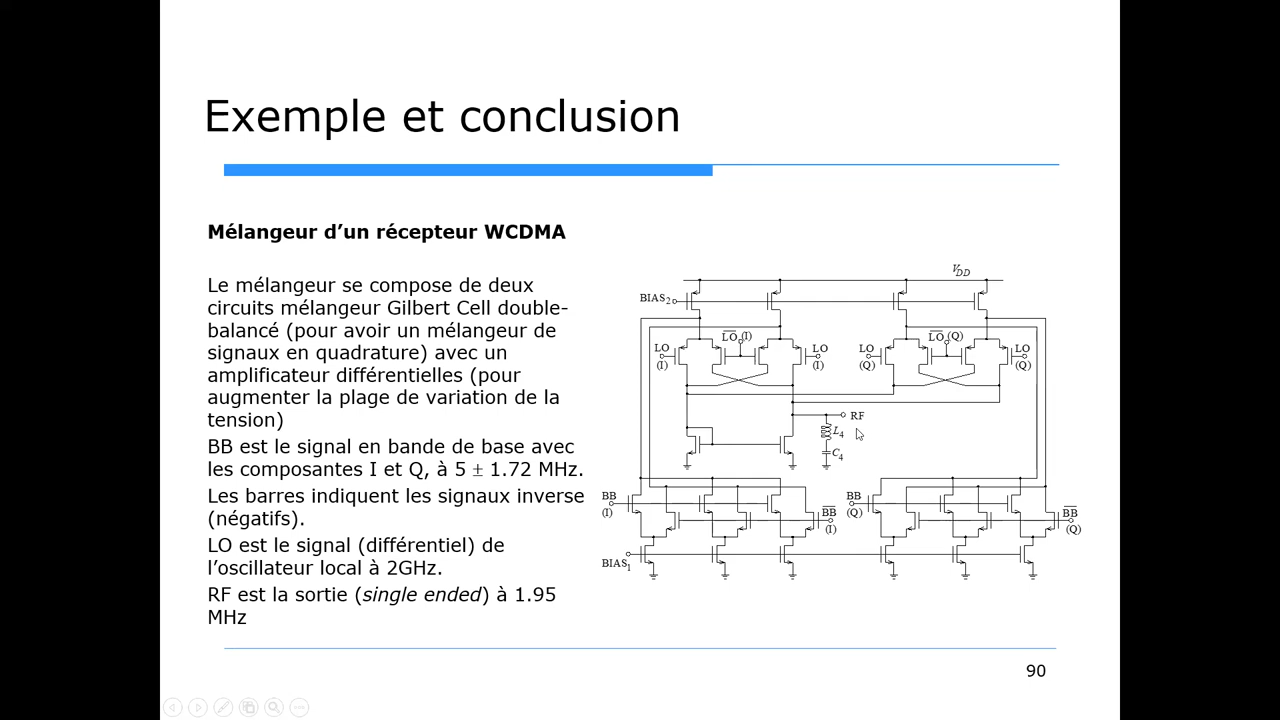 Exemple et conclusion
Mélangeur d’un récepteur WCDMA
Le mélangeur se compose de deux
circuits mélangeur Gilbert Cell double-
balancé (pour avoir un mélangeur de
signaux en quadrature) avec un
amplificateur différentielles (pour
augmenter la plage de variation de la
tension)
BB est le signal en bande de base avec
les composantes I et Q, à 5 ± 1.72 MHz.
Les barres indiquent les signaux inverse
(négatifs).
LO est le signal (différentiel) de
l’oscillateur local à 2GHz.
RF est la sortie (single ended) à 1.95
MHz
V_DD
BIAS₂
LO
(I)
L̅O̅ (I)
LO
(I)
LO
(Q)
L̅O̅ (Q)
LO
(Q)
RF
L₄
C₄
BB
(I)
B̅B̅
(I)
BB
(Q)
B̅B̅
(Q)
BIAS₁
90